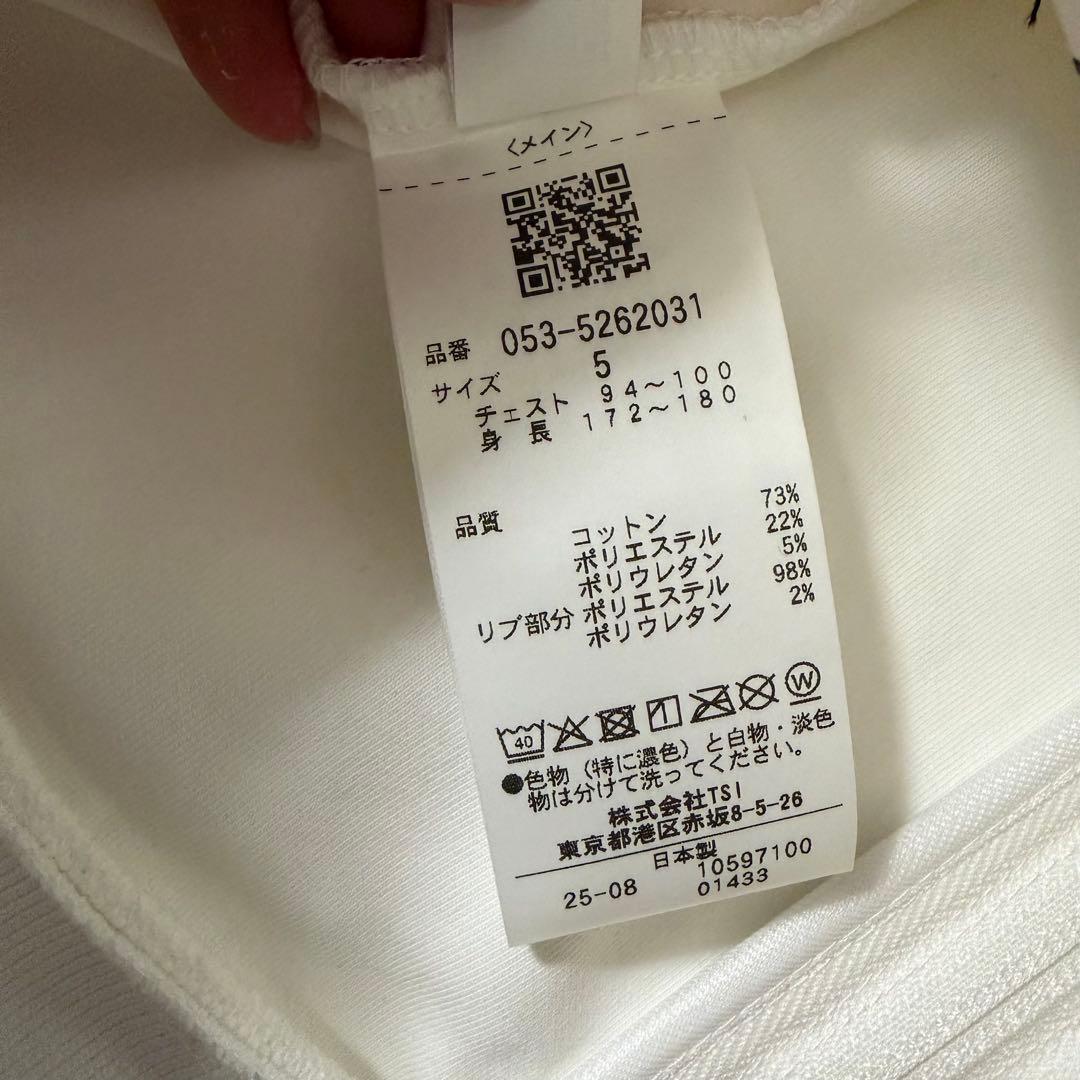 〈メイン〉
品番 053-5262031
サイズ 5
チェスト 94～100
身長 172～180
品質 コットン 73%
ポリエステル 22%
ポリウレタン 5%
リブ部分 ポリエステル 98%
ポリウレタン 2%
40 W
●色物（特に濃色）と白物・淡色
物は分けて洗ってください。
株式会社TSI
東京都港区赤坂8-5-26
日本製
25-08 10597100
01433